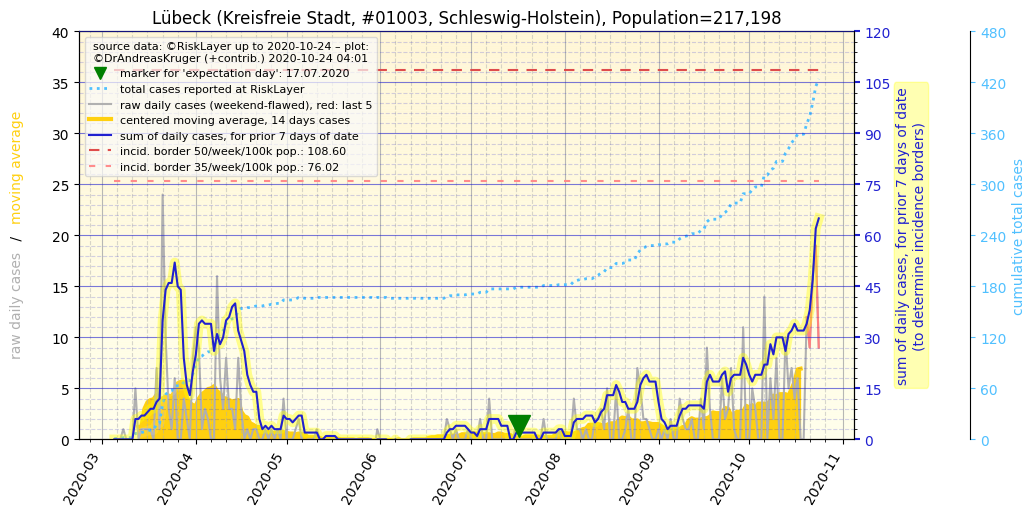 Lübeck (Kreisfreie Stadt, #01003, Schleswig-Holstein), Population=217,198
source data: ©RiskLayer up to 2020-10-24 – plot:
©DrAndreasKruger (+contrib.) 2020-10-24 04:01
marker for 'expectation day': 17.07.2020
total cases reported at RiskLayer
raw daily cases (weekend-flawed), red: last 5
centered moving average, 14 days cases
sum of daily cases, for prior 7 days of date
incid. border 50/week/100k pop.: 108.60
incid. border 35/week/100k pop.: 76.02
raw daily cases / moving average
40
35
30
25
20
15
10
5
0
120
105
90
75
60
45
30
15
0
sum of daily cases, for prior 7 days of date
(to determine incidence borders)
480
420
360
300
240
180
120
60
0
cumulative total cases
2020-03
2020-04
2020-05
2020-06
2020-07
2020-08
2020-09
2020-10
2020-11